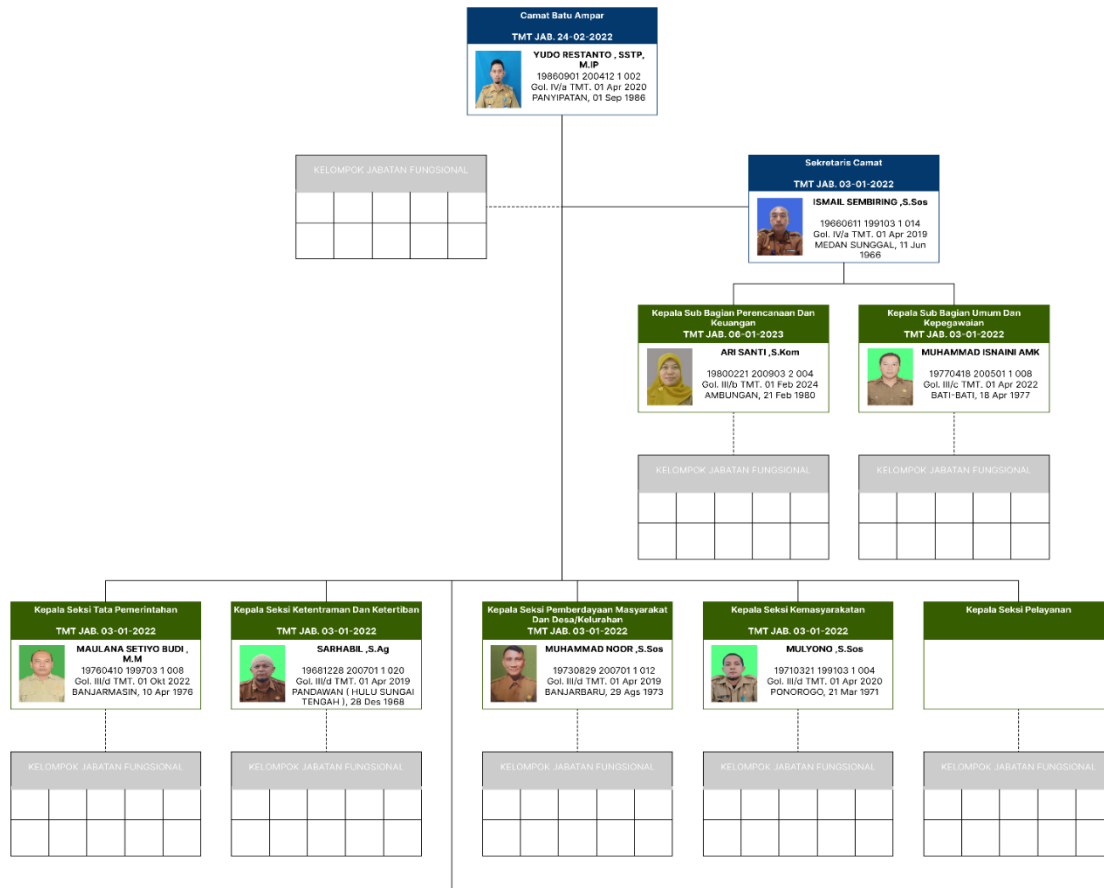 Camat Batu Ampar
TMT JAB. 24-02-2022
YUDO RESTANTO , SSTP,
M.IP
19860901 200412 1 002
Gol. IV/a TMT. 01 Apr 2020
PANYIPATAN, 01 Sep 1986
KELOMPOK JABATAN FUNGSIONAL
Sekretaris Camat
TMT JAB. 03-01-2022
ISMAIL SEMBIRING ,S.Sos
19660611 199103 1 014
Gol. IV/a TMT. 01 Apr 2019
MEDAN SUNGGAL, 11 Jun
1966
Kepala Sub Bagian Perencanaan Dan
Keuangan
TMT JAB. 06-01-2023
ARI SANTI ,S.Kom
19800221 200903 2 004
Gol. III/b TMT. 01 Feb 2024
AMBUNGAN, 21 Feb 1980
Kepala Sub Bagian Umum Dan
Kepegawaian
TMT JAB. 03-01-2022
MUHAMMAD ISNAINI AMK
19770418 200501 1 008
Gol. III/c TMT. 01 Apr 2022
BATI-BATI, 18 Apr 1977
KELOMPOK JABATAN FUNGSIONAL
KELOMPOK JABATAN FUNGSIONAL
Kepala Seksi Tata Pemerintahan
TMT JAB. 03-01-2022
MAULANA SETIYO BUDI ,
M.M
19760410 199703 1 008
Gol. III/d TMT. 01 Okt 2022
BANJARMASIN, 10 Apr 1976
Kepala Seksi Ketentraman Dan Ketertiban
TMT JAB. 03-01-2022
SARHABIL ,S.Ag
19681228 200701 1 020
Gol. III/d TMT. 01 Apr 2019
PANDAWAN ( HULU SUNGAI
TENGAH ), 28 Des 1968
Kepala Seksi Pemberdayaan Masyarakat
Dan Desa/Kelurahan
TMT JAB. 03-01-2022
MUHAMMAD NOOR ,S.Sos
19730829 200701 1 012
Gol. III/d TMT. 01 Apr 2019
BANJARBARU, 29 Ags 1973
Kepala Seksi Kemasyarakatan
TMT JAB. 03-01-2022
MULYONO ,S.Sos
19710321 199103 1 004
Gol. III/d TMT. 01 Apr 2020
PONOROGO, 21 Mar 1971
Kepala Seksi Pelayanan
KELOMPOK JABATAN FUNGSIONAL
KELOMPOK JABATAN FUNGSIONAL
KELOMPOK JABATAN FUNGSIONAL
KELOMPOK JABATAN FUNGSIONAL
KELOMPOK JABATAN FUNGSIONAL